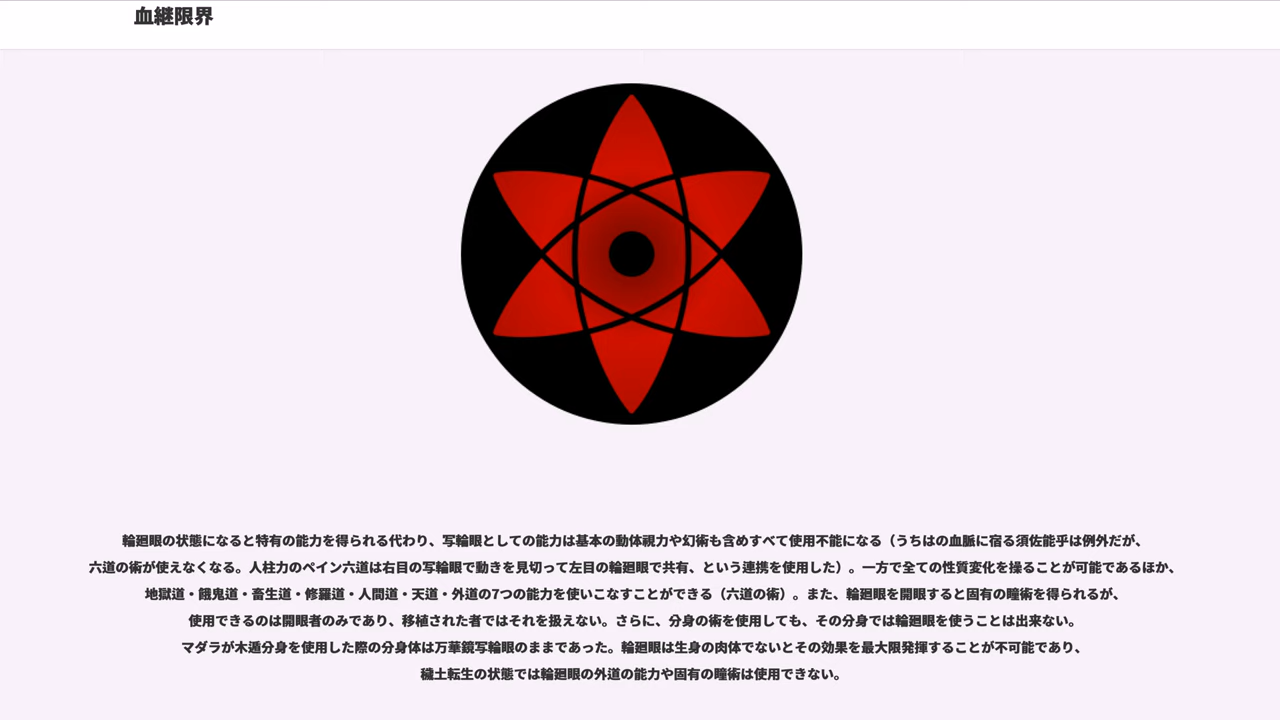 血継限界
輪廻眼の状態になると特有の能力を得られる代わり、写輪眼としての能力は基本の動体視力や幻術も含めすべて使用不能になる（うちはの血脈に宿る須佐能乎は例外だが、
六道の術が使えなくなる。人柱力のペイン六道は右目の写輪眼で動きを見切って左目の輪廻眼で共有、という連携を使用した）。一方で全ての性質変化を操ることが可能であるほか、
地獄道・餓鬼道・畜生道・修羅道・人間道・天道・外道の7つの能力を使いこなすことができる（六道の術）。また、輪廻眼を開眼すると固有の瞳術を得られるが、
使用できるのは開眼者のみであり、移植された者ではそれを扱えない。さらに、分身の術を使用しても、その分身では輪廻眼を使うことは出来ない。
マダラが木遁分身を使用した際の分身体は万華鏡写輪眼のままであった。輪廻眼は生身の肉体でないとその効果を最大限発揮することが不可能であり、
穢土転生の状態では輪廻眼の外道の能力や固有の瞳術は使用できない。